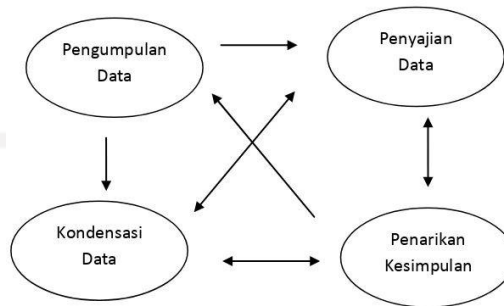 Pengumpulan
Data
Penyajian
Data
Kondensasi
Data
Penarikan
Kesimpulan